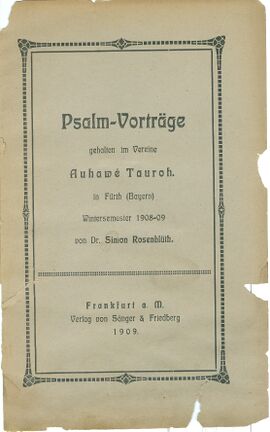 Psalm-Vorträge
gehalten im Vereine
Auhawé Tauroh.
in Fürth (Bayern)
Wintersemester 1908-09
von Dr. Simon Rosenblüth.
Frankfurt a. M.
Verlag von Sänger & Friedberg
1909.